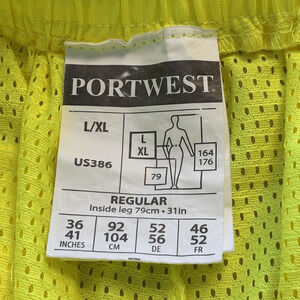 PORTWEST
L/XL
US386
L
XL
164
176
79
REGULAR
Inside leg 79cm • 31in
36 92 52 46
41 104 56 52
INCHES CM DE FR